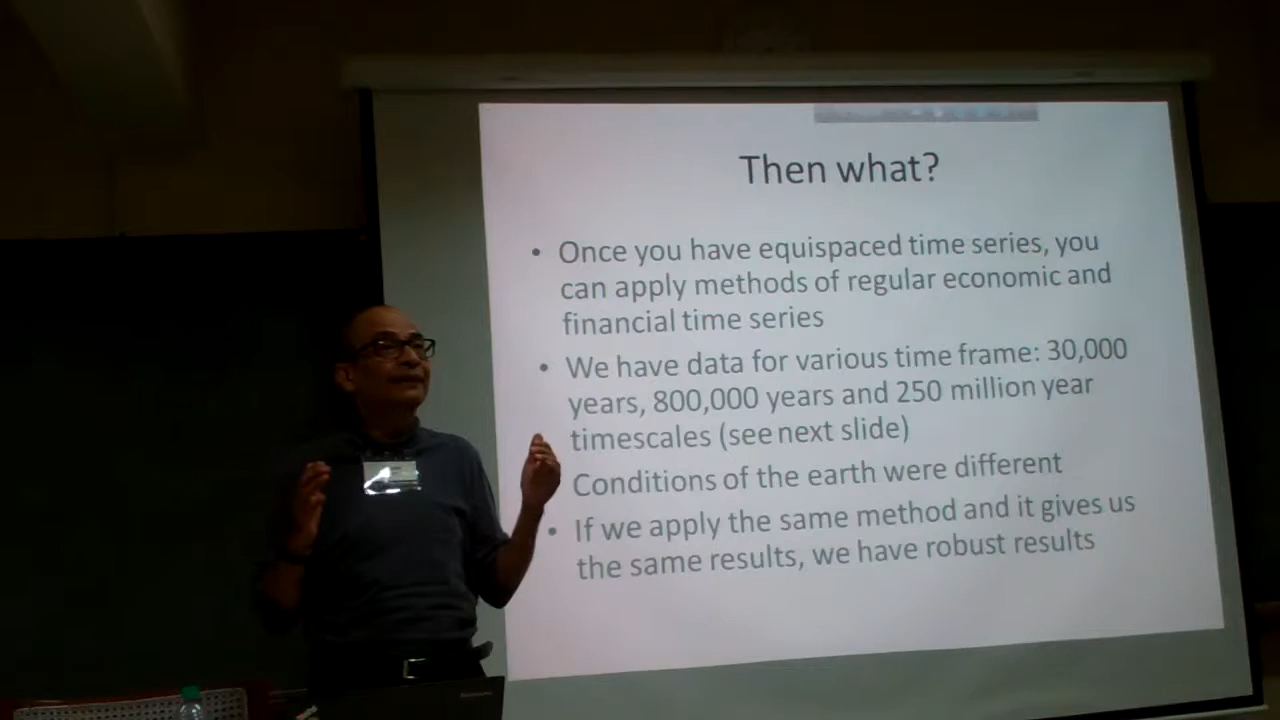 Then what?
• Once you have equispaced time series, you
can apply methods of regular economic and
financial time series
• We have data for various time frame: 30,000
years, 800,000 years and 250 million year
timescales (see next slide)
Conditions of the earth were different
• If we apply the same method and it gives us
the same results, we have robust results